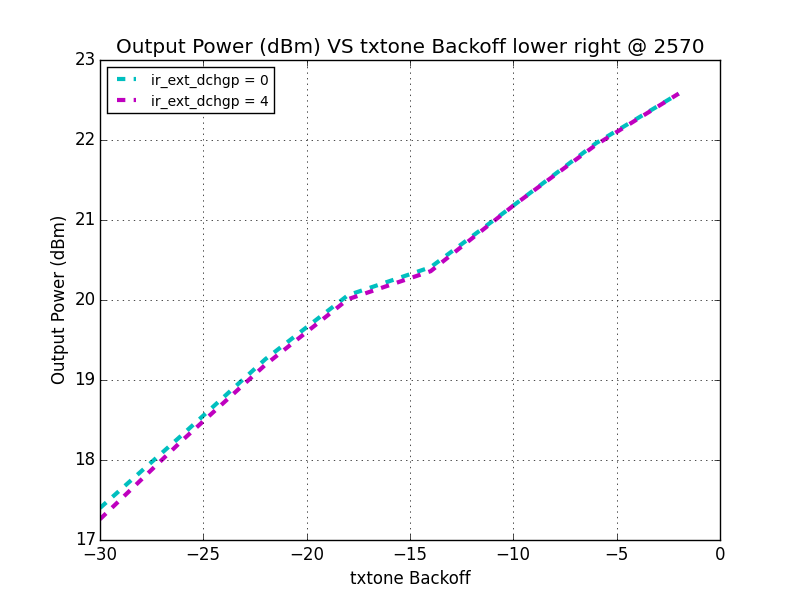 Output Power (dBm) VS txtone Backoff lower right @ 2570
ir_ext_dchgp = 0
ir_ext_dchgp = 4
23
22
21
20
19
18
17
Output Power (dBm)
−30 −25 −20 −15 −10 −5 0
txtone Backoff